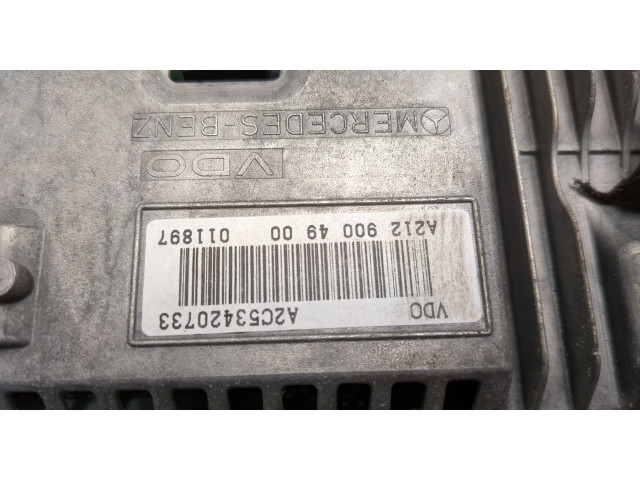 VDO A2C53420733
A212 900 49 00 011897
VDO
MERCEDES-BENZ